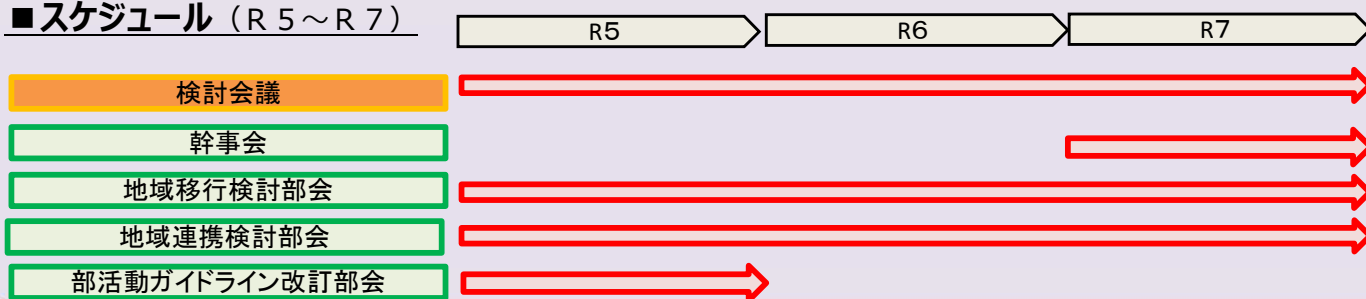 ■スケジュール（Ｒ５～Ｒ７）
R5
R6
R7
検討会議
幹事会
地域移行検討部会
地域連携検討部会
部活動ガイドライン改訂部会